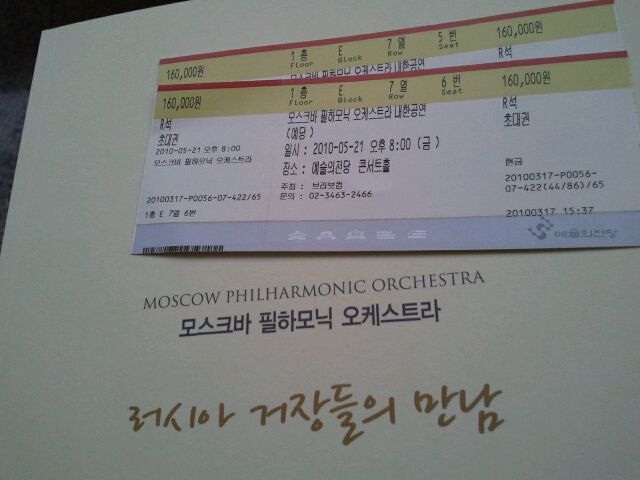 160,000원 1 층 E 7 열 5 번 160,000원
Floor Block Row Seat
모스크바 필하모닉 오케스트라 내한공연 R석
160,000원 1 층 E 7 열 6 번 160,000원
Floor Block Row Seat
R석 모스크바 필하모닉 오케스트라 내한공연 R석
초대권 (예당) 초대권
2010-05-21 오후 8:00 일시 : 2010-05-21 오후 8:00 (금)
모스크바 필하모닉 오케스트라 장소 : 예술의전당 콘서트홀 현금
주최 : 브라보컴 20100317-P0056-
20100317-P0056-07-422/65 문의 : 02-3463-2466 07-422(44/86)/65
1층 E 7열 6번 20100317 15:37
예술의전당
MOSCOW PHILHARMONIC ORCHESTRA
모스크바 필하모닉 오케스트라
러시아 거장들의 만남